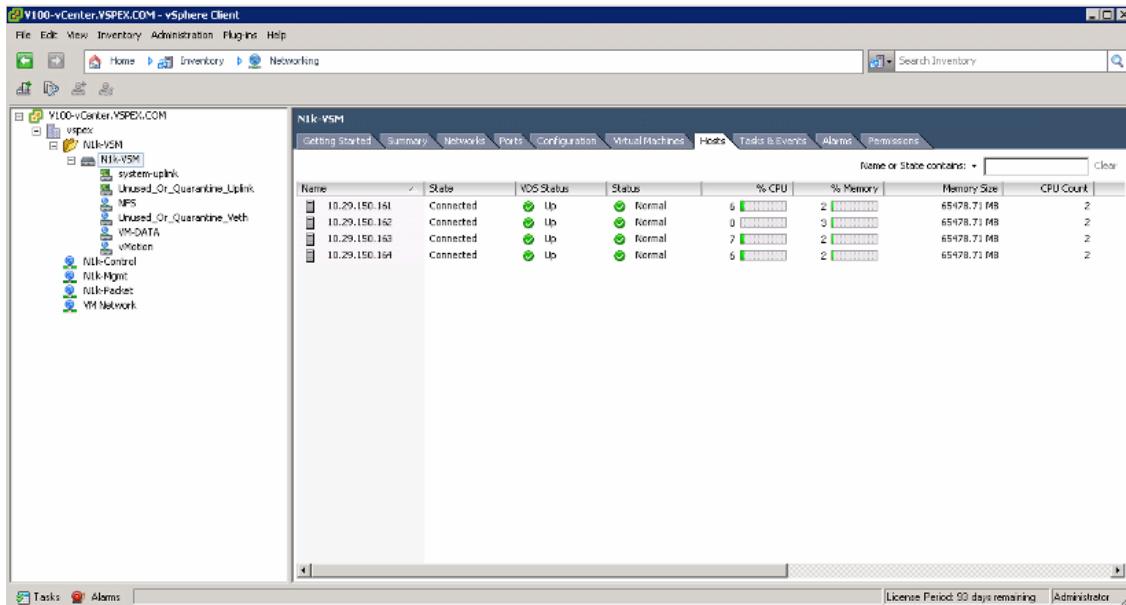 V100-vCenter.VSPEX.COM - vSphere Client
File Edit View Inventory Administration Plug-ins Help
Home Inventory Networking Search Inventory
V100-vCenter.VSPEX.COM
vspex
N1k-VSM
N1k-VSM
system-uplink
Unused_Or_Quarantine_Uplink
NFS
Unused_Or_Quarantine_Veth
VM-DATA
vMotion
N1k-Control
N1k-Mgmt
N1k-Packet
VM Network
N1k-VSM
Getting Started Summary Networks Ports Configuration Virtual Machines Hosts Tasks & Events Alarms Permissions
Name or State contains: Clear
Name State VDS Status Status % CPU % Memory Memory Size CPU Count
10.29.150.161 Connected Up Normal 6 2 65478.71 MB 2
10.29.150.162 Connected Up Normal 0 3 65478.71 MB 2
10.29.150.163 Connected Up Normal 7 2 65478.71 MB 2
10.29.150.164 Connected Up Normal 6 2 65478.71 MB 2
Tasks Alarms License Period: 93 days remaining Administrator